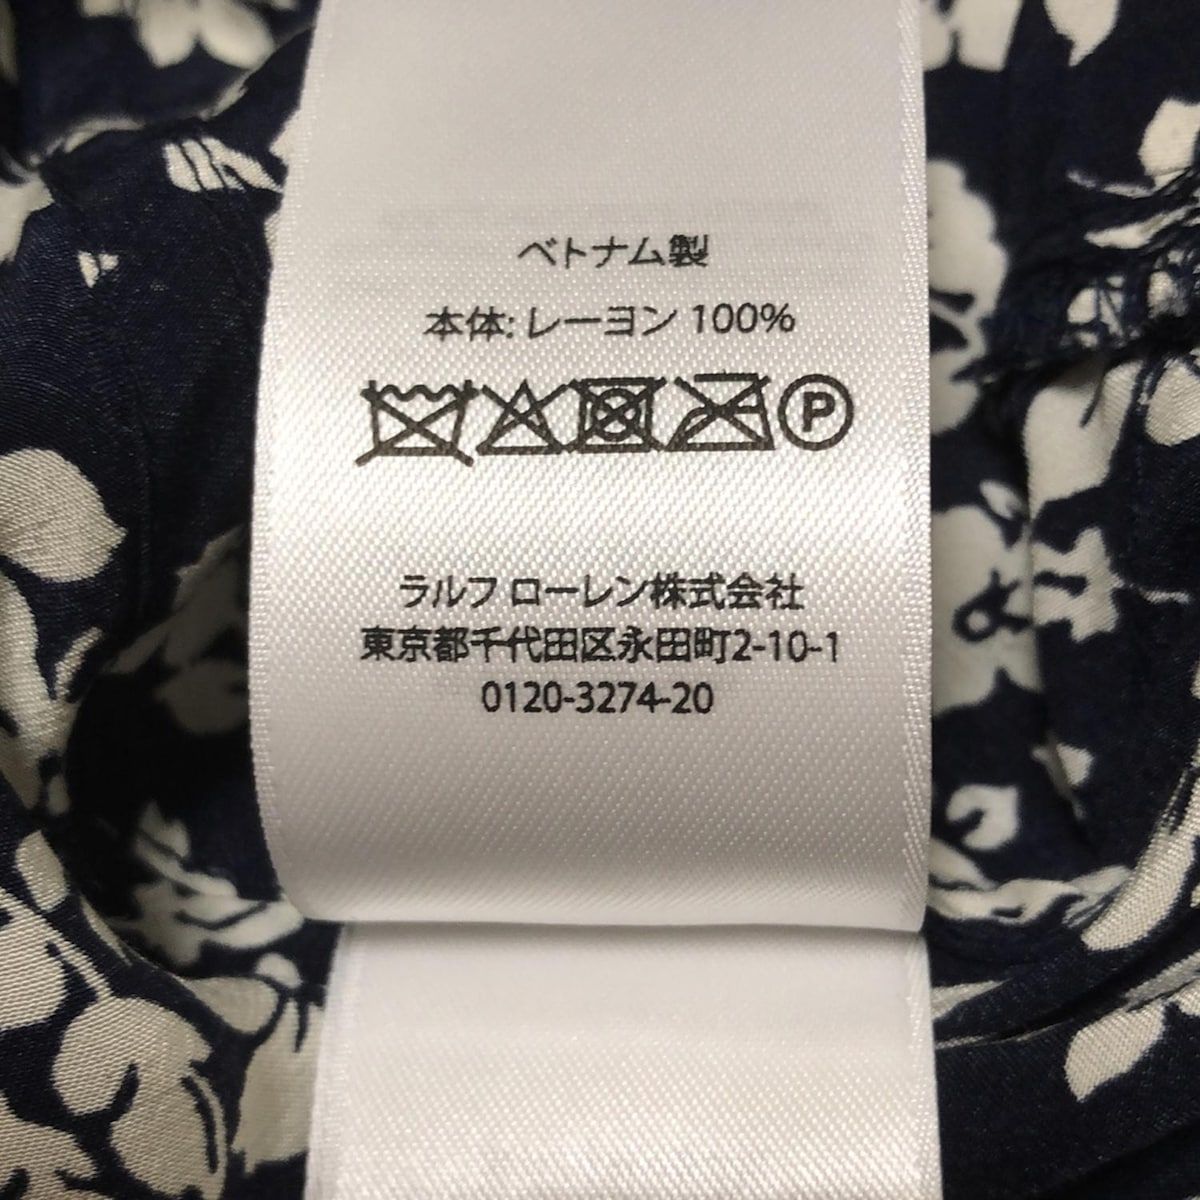 ベトナム製
本体: レーヨン 100%
P
ラルフ ローレン株式会社
東京都千代田区永田町2-10-1
0120-3274-20